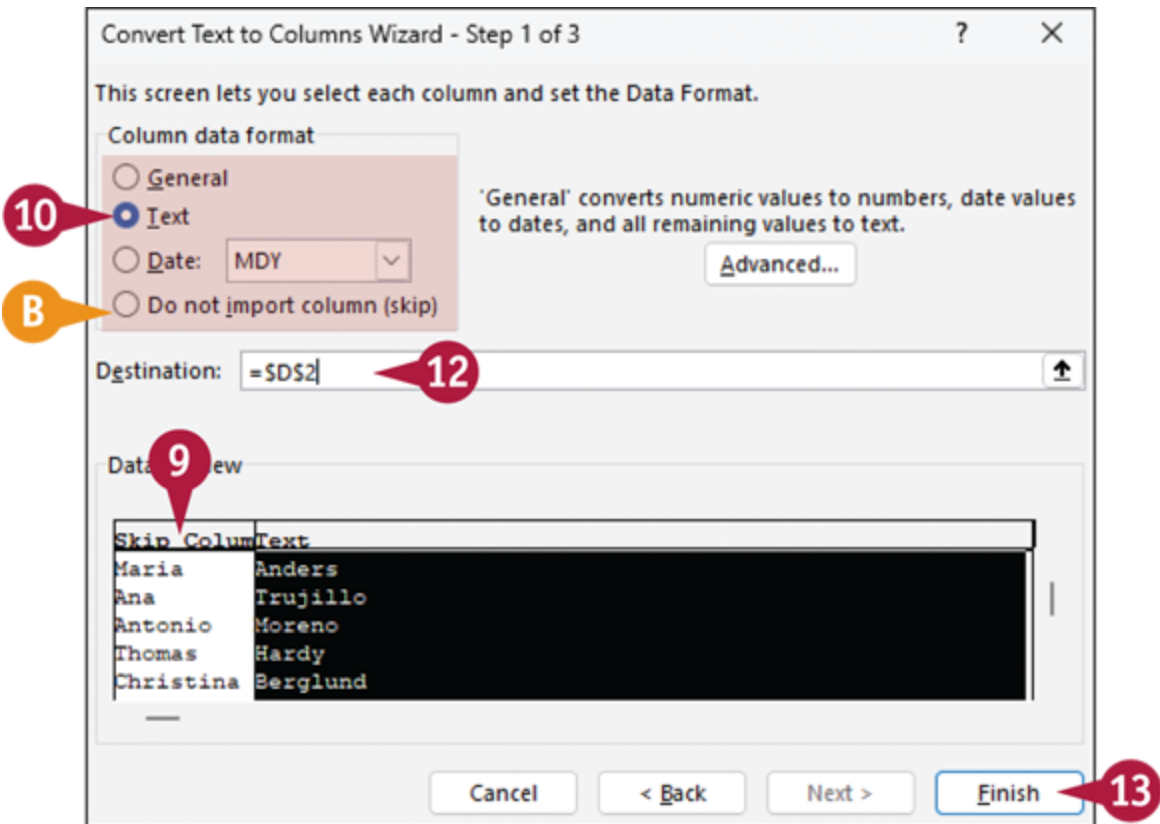 Convert Text to Columns Wizard - Step 1 of 3 ?
This screen lets you select each column and set the Data Format.
Column data format
General
10 Text
Date: MDY
B Do not import column (skip)
'General' converts numeric values to numbers, date values
to dates, and all remaining values to text.
Advanced...
Destination: =$D$2 12
Data 9 ew
Skip Colum Text
Maria Anders
Ana Trujillo
Antonio Moreno
Thomas Hardy
Christina Berglund
Cancel < Back Next > Finish 13